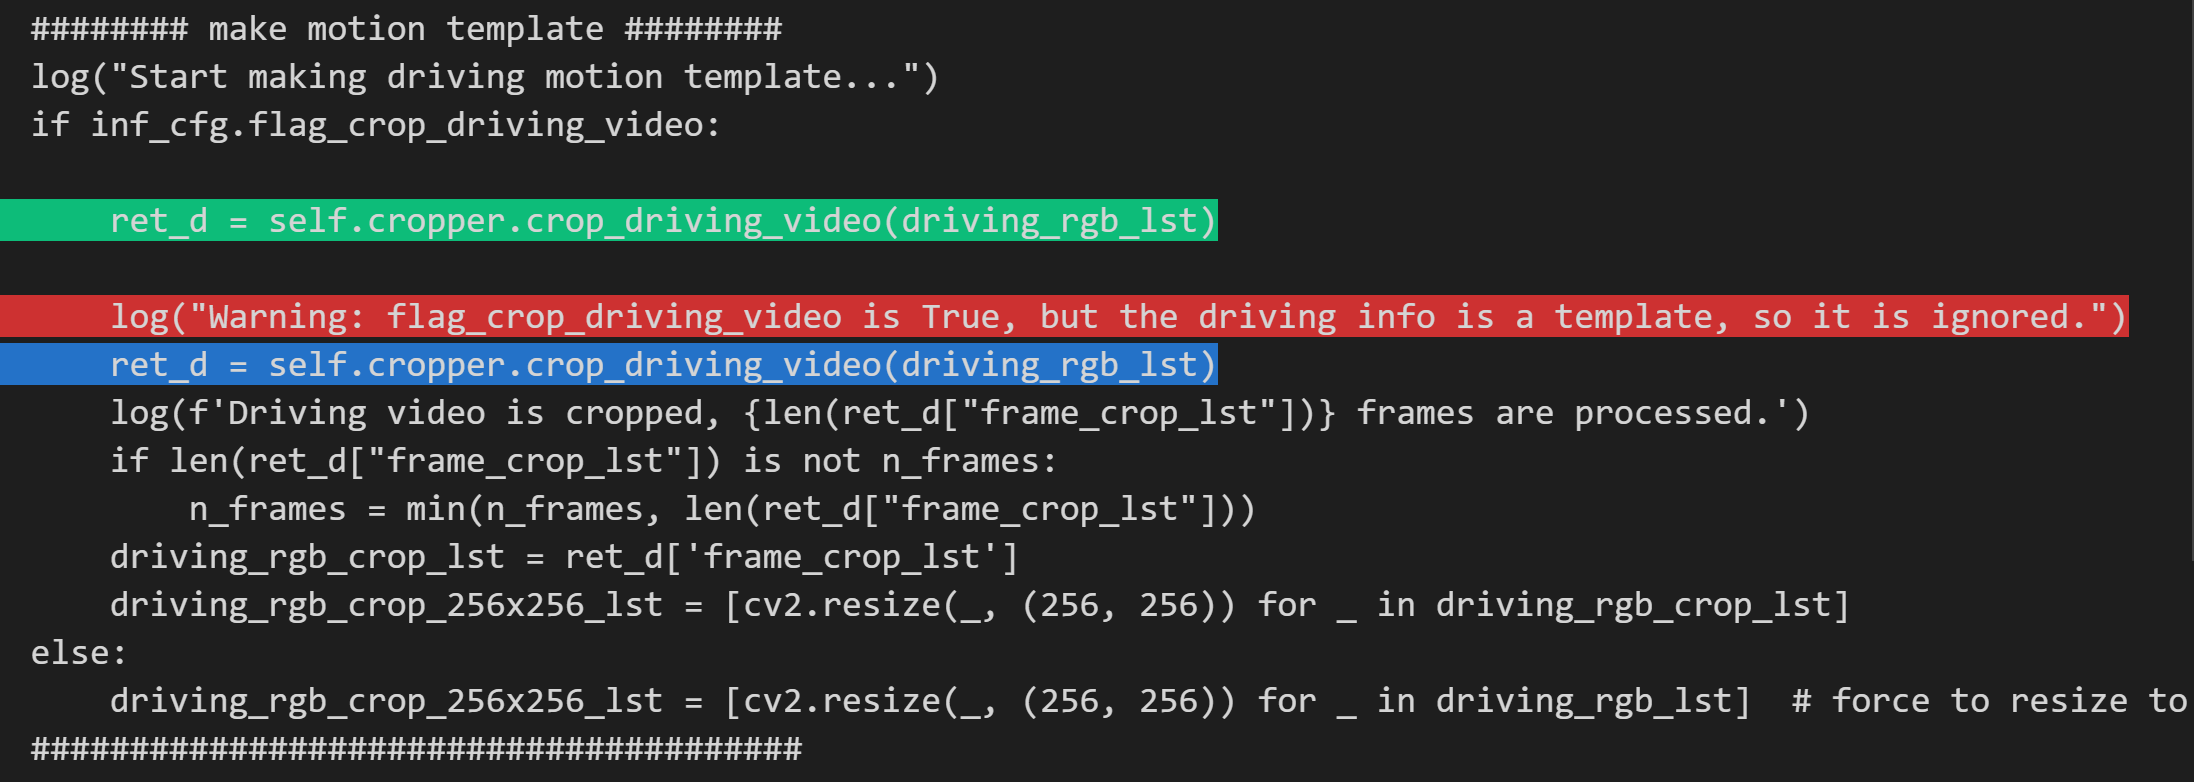 ######## make motion template ########
log("Start making driving motion template...")
if inf_cfg.flag_crop_driving_video:
    ret_d = self.cropper.crop_driving_video(driving_rgb_lst)
    log("Warning: flag_crop_driving_video is True, but the driving info is a template, so it is ignored.")
    ret_d = self.cropper.crop_driving_video(driving_rgb_lst)
    log(f'Driving video is cropped, {len(ret_d["frame_crop_lst"])} frames are processed.')
    if len(ret_d["frame_crop_lst"]) is not n_frames:
        n_frames = min(n_frames, len(ret_d["frame_crop_lst"]))
    driving_rgb_crop_lst = ret_d['frame_crop_lst']
    driving_rgb_crop_256x256_lst = [cv2.resize(_, (256, 256)) for _ in driving_rgb_crop_lst]
else:
    driving_rgb_crop_256x256_lst = [cv2.resize(_, (256, 256)) for _ in driving_rgb_lst]  # force to resize to
#######################################